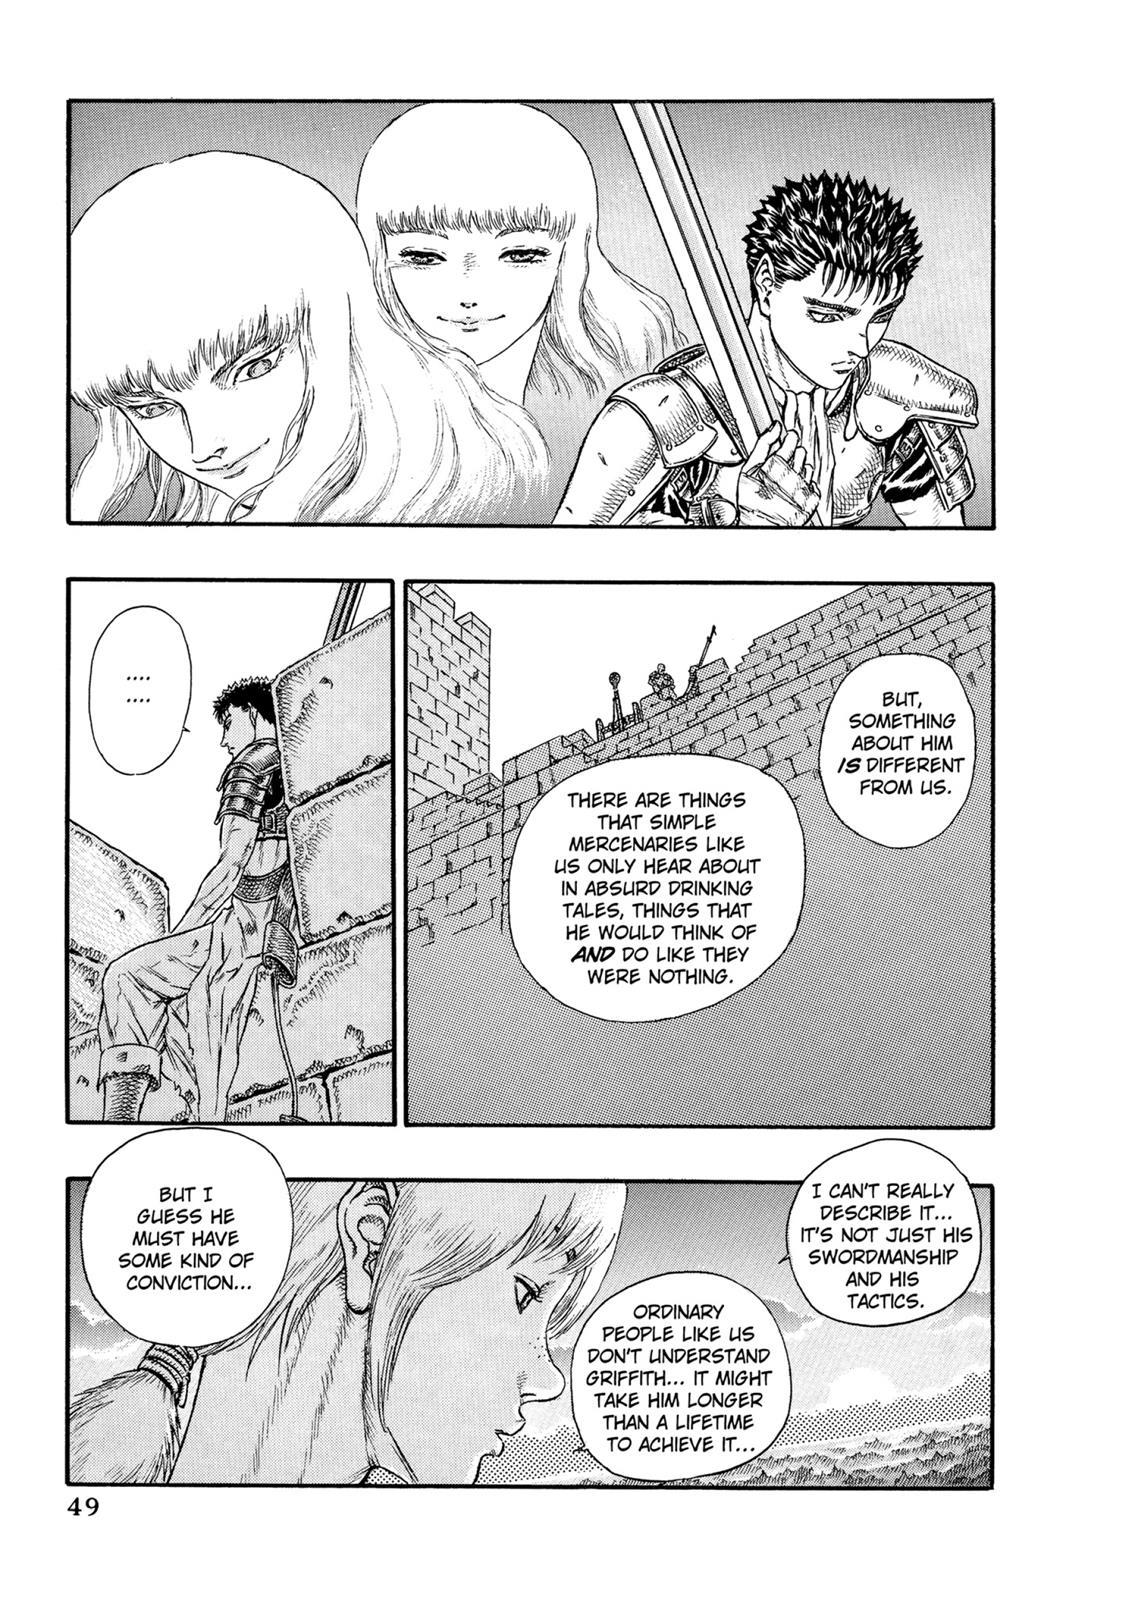 BUT,
SOMETHING
ABOUT HIM
IS DIFFERENT
FROM US.
THERE ARE THINGS
THAT SIMPLE
MERCENARIES LIKE
US ONLY HEAR ABOUT
IN ABSURD DRINKING
TALES, THINGS THAT
HE WOULD THINK OF
AND DO LIKE THEY
WERE NOTHING.
....
....
I CAN'T REALLY
DESCRIBE IT...
IT'S NOT JUST HIS
SWORDMANSHIP
AND HIS
TACTICS.
ORDINARY
PEOPLE LIKE US
DON'T UNDERSTAND
GRIFFITH... IT MIGHT
TAKE HIM LONGER
THAN A LIFETIME
TO ACHIEVE IT...
BUT I
GUESS HE
MUST HAVE
SOME KIND OF
CONVICTION...
49